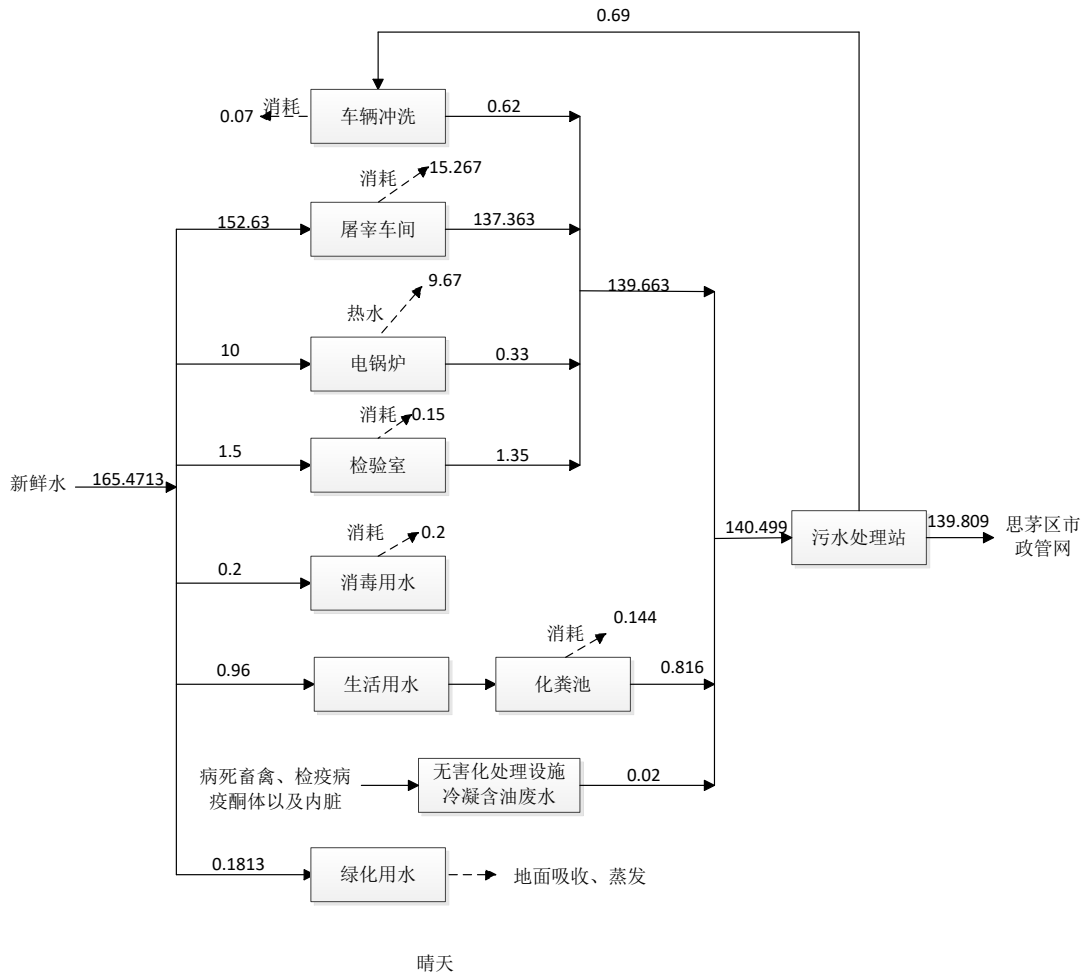 0.69
消耗
0.07
车辆冲洗
0.62
消耗
15.267
152.63
屠宰车间
137.363
139.663
热水
9.67
10
电锅炉
0.33
消耗
0.15
1.5
检验室
1.35
新鲜水
165.4713
消耗
0.2
0.2
消毒用水
140.499
污水处理站
139.809
思茅区市
政管网
消耗
0.144
0.96
生活用水
化粪池
0.816
病死畜禽、检疫病
疫酮体以及内脏
无害化处理设施
冷凝含油废水
0.02
0.1813
绿化用水
地面吸收、蒸发
晴天